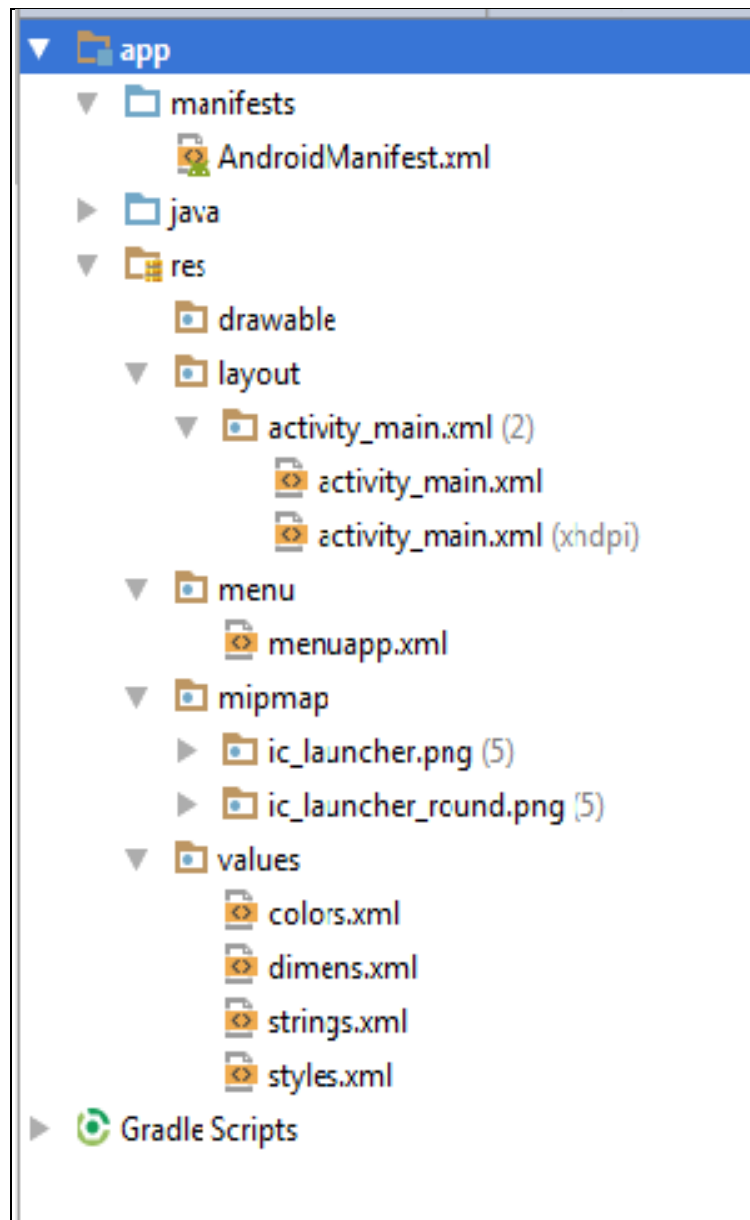 app
manifests
AndroidManifest.xml
java
res
drawable
layout
activity_main.xml (2)
activity_main.xml
activity_main.xml (xhdpi)
menu
menuapp.xml
mipmap
ic_launcher.png (5)
ic_launcher_round.png (5)
values
colors.xml
dimens.xml
strings.xml
styles.xml
Gradle Scripts